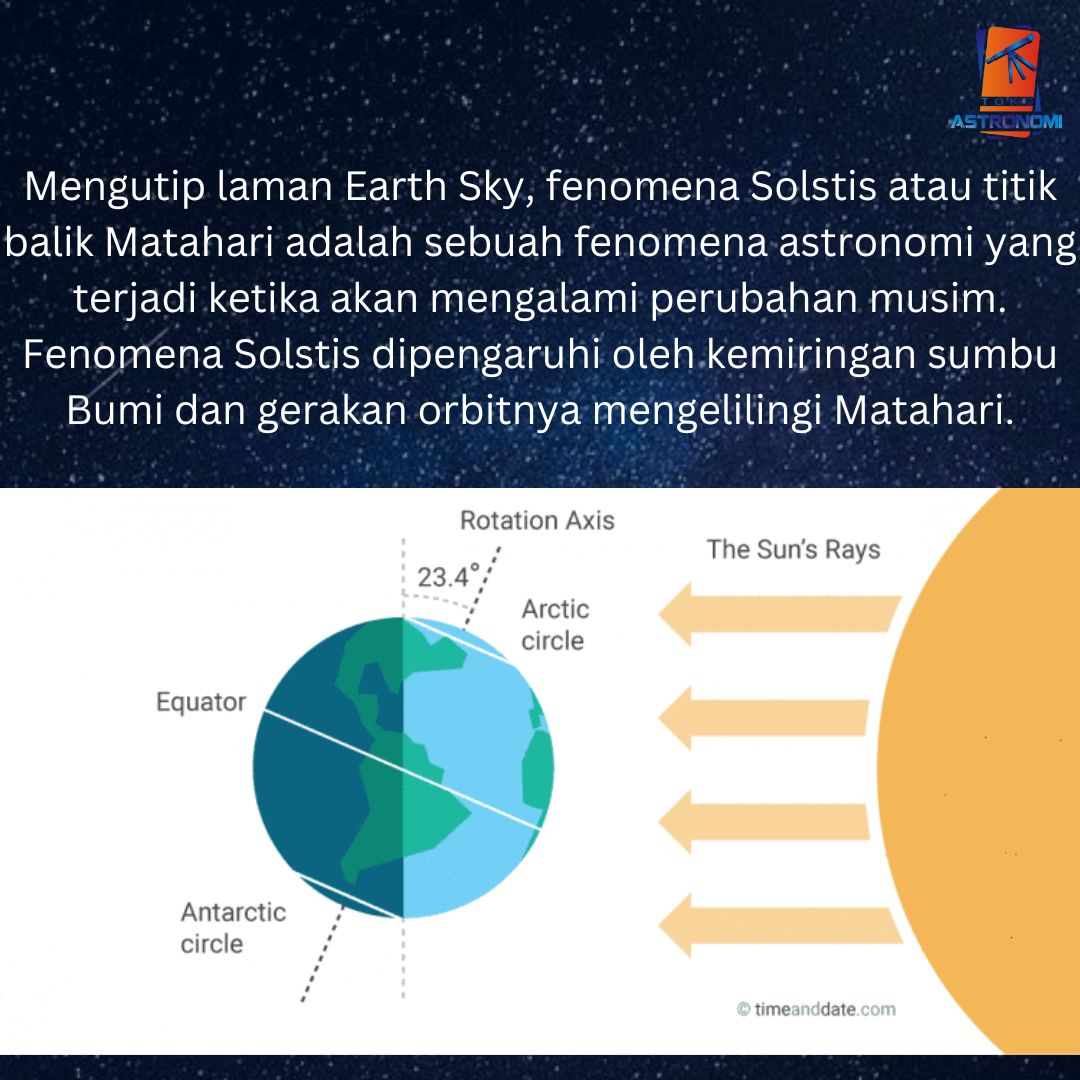 TOKO
ASTRONOMI
Mengutip laman Earth Sky, fenomena Solstis atau titik
balik Matahari adalah sebuah fenomena astronomi yang
terjadi ketika akan mengalami perubahan musim.
Fenomena Solstis dipengaruhi oleh kemiringan sumbu
Bumi dan gerakan orbitnya mengelilingi Matahari.
Rotation Axis
The Sun's Rays
23.4°
Arctic
circle
Equator
Antarctic
circle
© timeanddate.com